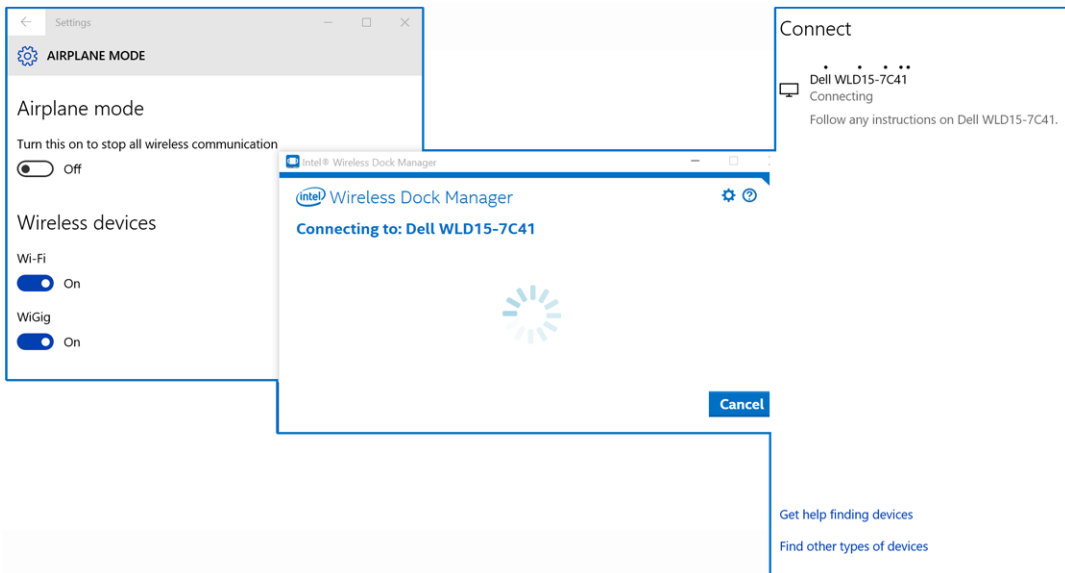 Settings
AIRPLANE MODE
Airplane mode
Turn this on to stop all wireless communication
Off
Wireless devices
Wi-Fi
On
WiGig
On
Intel® Wireless Dock Manager
intel Wireless Dock Manager
Connecting to: Dell WLD15-7C41
Cancel
Connect
Dell WLD15-7C41
Connecting
Follow any instructions on Dell WLD15-7C41.
Get help finding devices
Find other types of devices